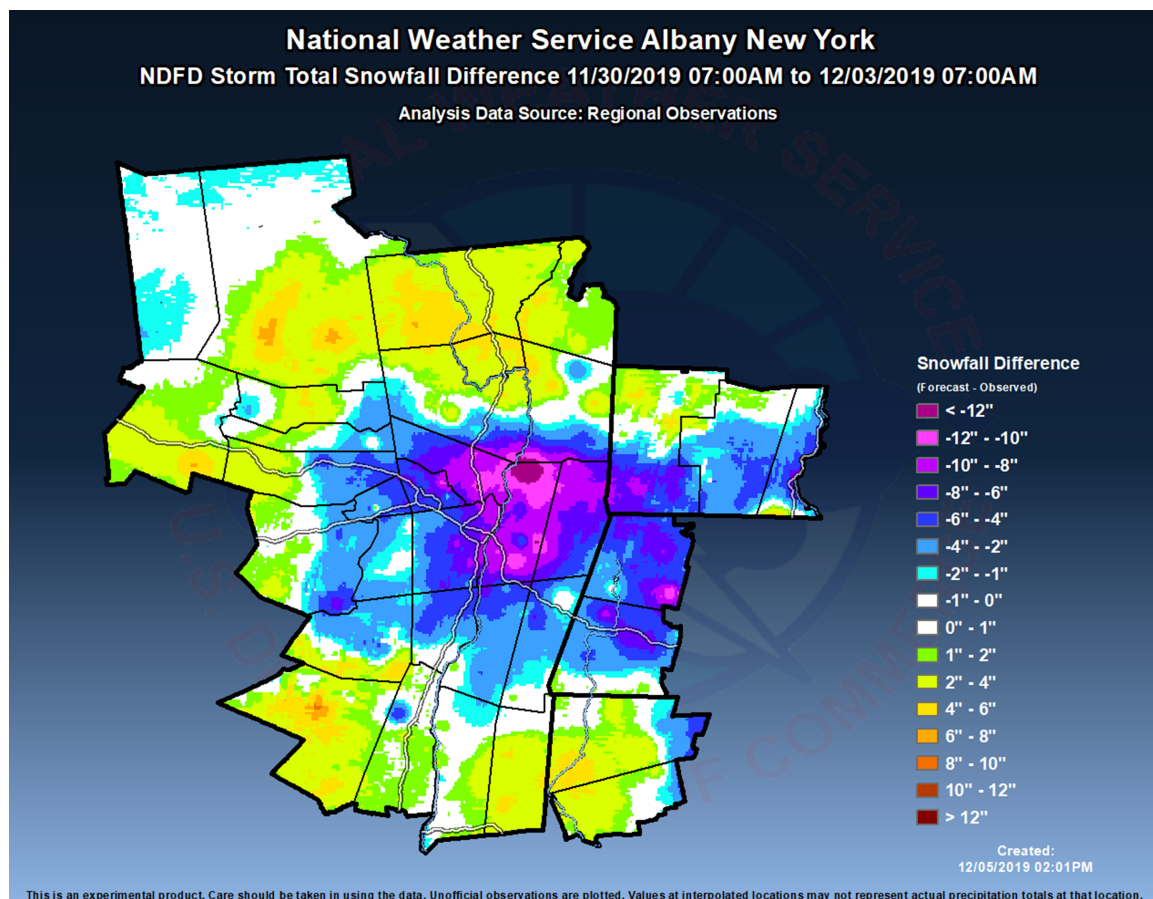 National Weather Service Albany New York
NDFD Storm Total Snowfall Difference 11/30/2019 07:00AM to 12/03/2019 07:00AM
Analysis Data Source: Regional Observations
Snowfall Difference
(Forecast - Observed)
< -12"
-12" - -10"
-10" - -8"
-8" - -6"
-6" - -4"
-4" - -2"
-2" - -1"
-1" - 0"
0" - 1"
1" - 2"
2" - 4"
4" - 6"
6" - 8"
8" - 10"
10" - 12"
> 12"
Created:
12/05/2019 02:01PM
This is an experimental product. Care should be taken in using the data. Unofficial observations are plotted. Values at interpolated locations may not represent actual precipitation totals at that location.